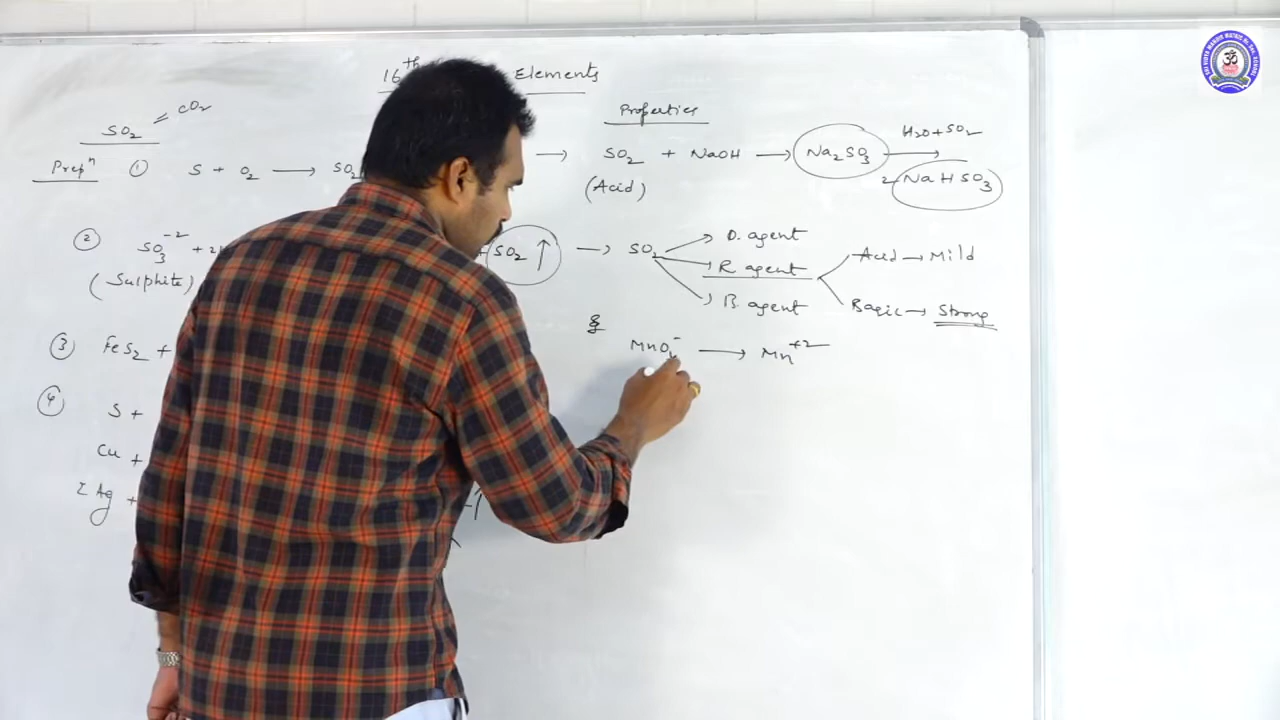 16th Elements
SO2 = CO2
Properties
Prepn ① S + O2 → SO2
→ SO2 + NaOH → Na2SO3 H2O + SO2 →
(Acid)
2 NaHSO3
② SO3-2 + 2
(Sulphite)
SO2 ↑ → SO2
O. agent
R agent
B. agent
Acid → Mild
Basic → Strong
③ FeS2 +
MnO4- → Mn+2
④ S +
Cu +
2 Ag +